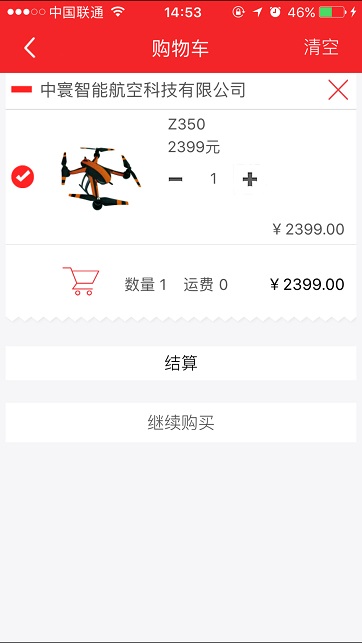 中国联通 14:53 46%
购物车 清空
中寰智能航空科技有限公司
Z350
2399元
1
￥2399.00
数量 1 运费 0 ￥2399.00
结算
继续购买